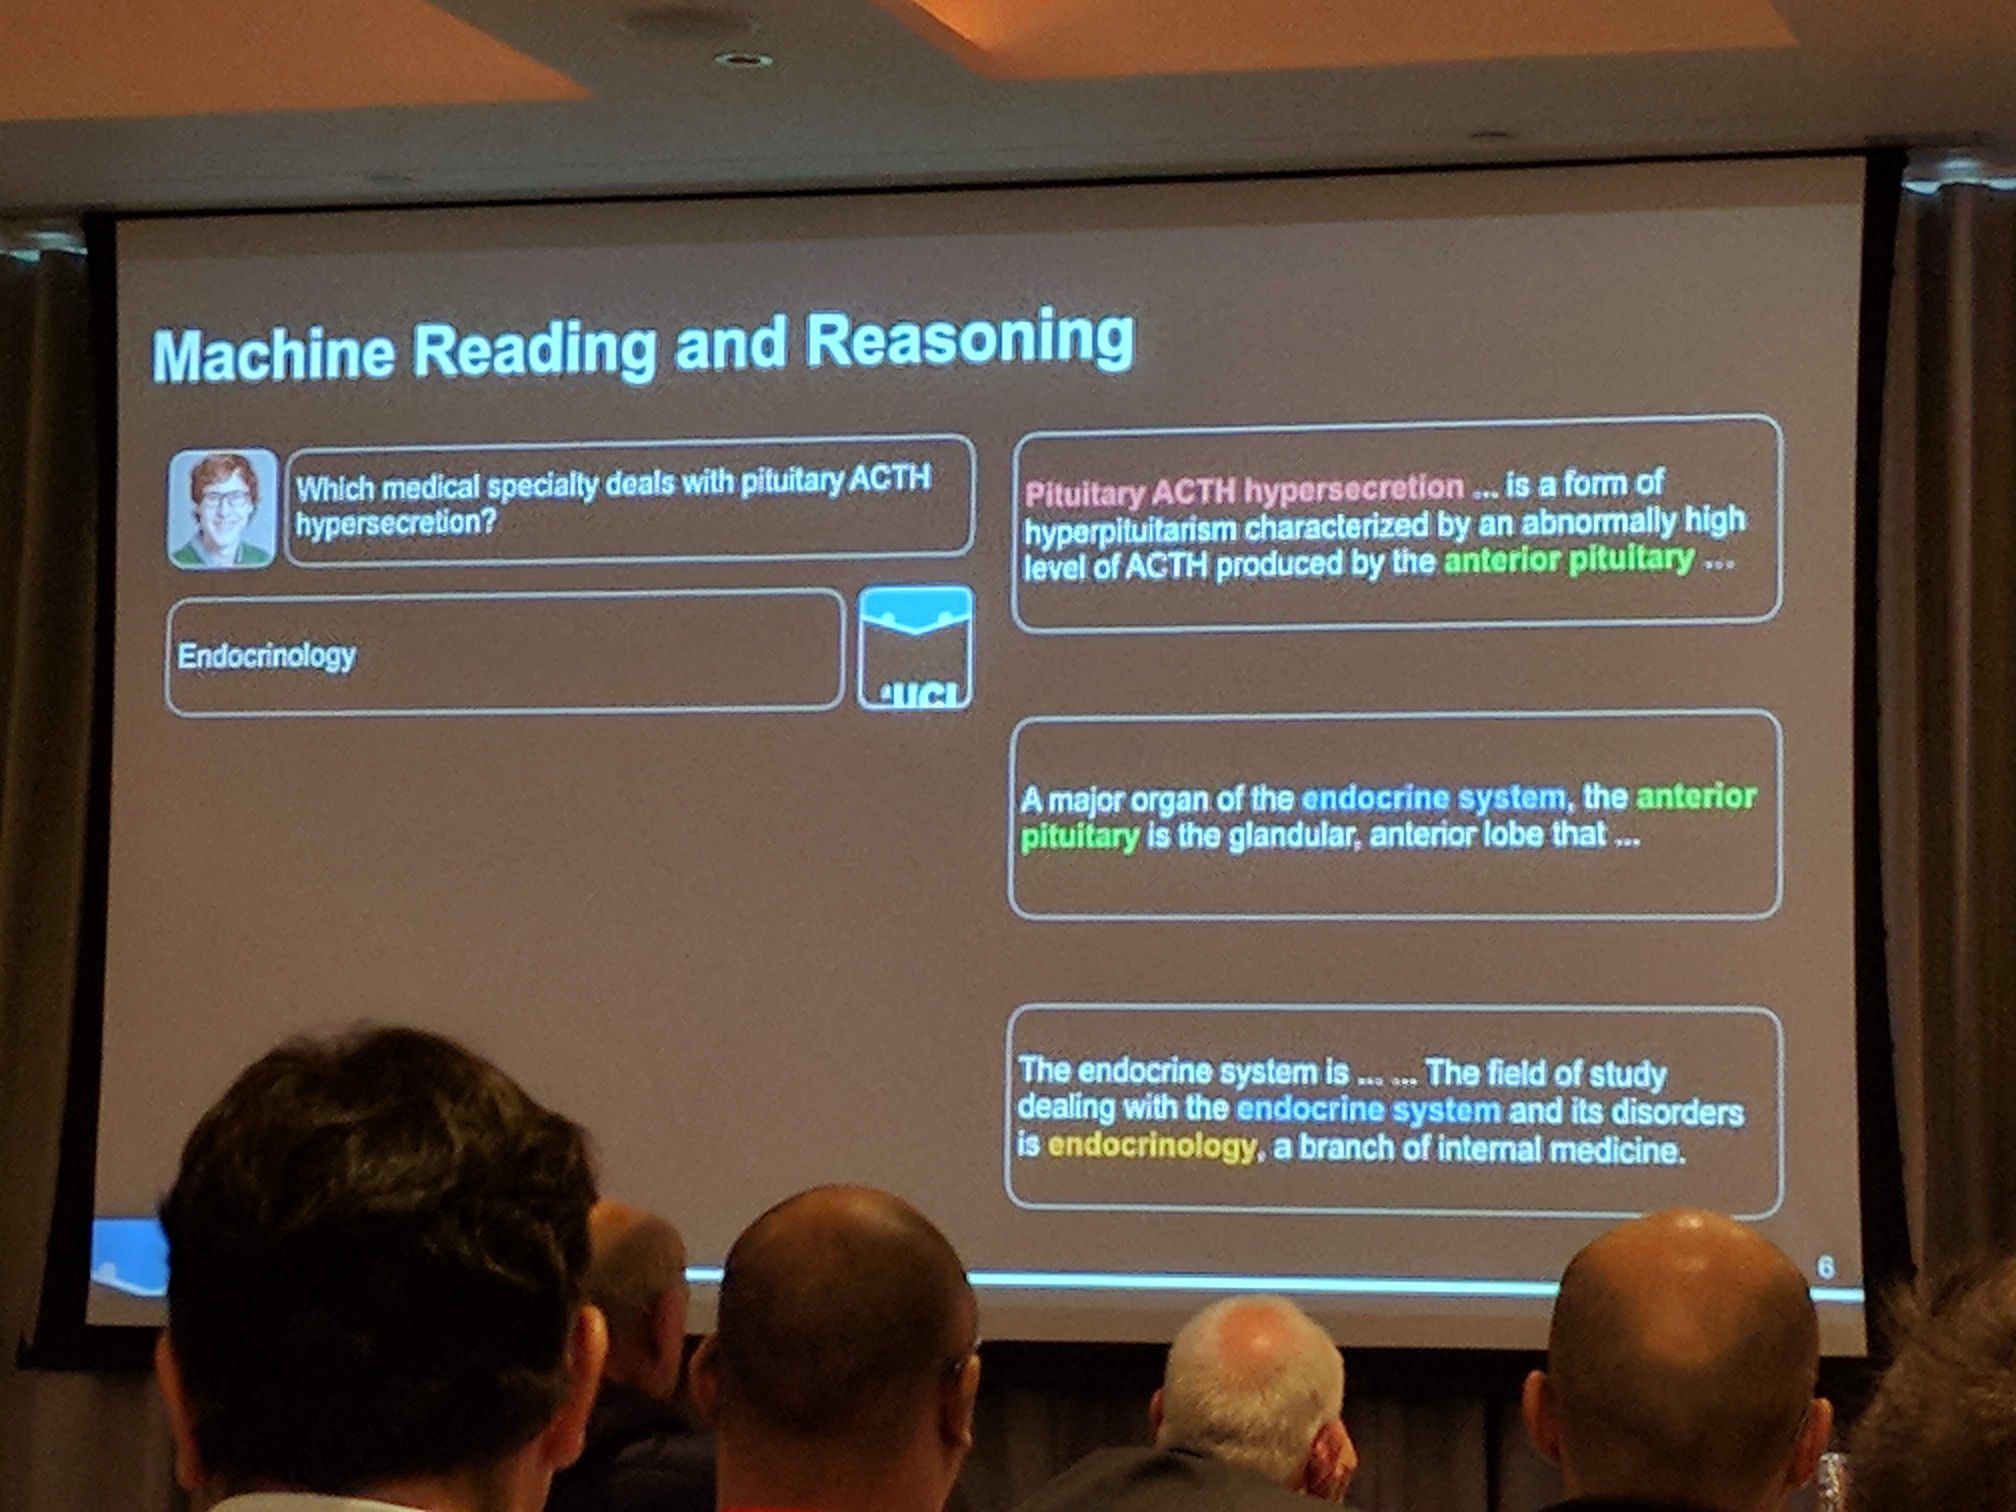 Machine Reading and Reasoning
Which medical specialty deals with pituitary ACTH
hypersecretion?
Endocrinology
UCL
Pituitary ACTH hypersecretion ... is a form of
hyperpituitarism characterized by an abnormally high
level of ACTH produced by the anterior pituitary ...
A major organ of the endocrine system, the anterior
pituitary is the glandular, anterior lobe that ...
The endocrine system is ... ... The field of study
dealing with the endocrine system and its disorders
is endocrinology, a branch of internal medicine.
6